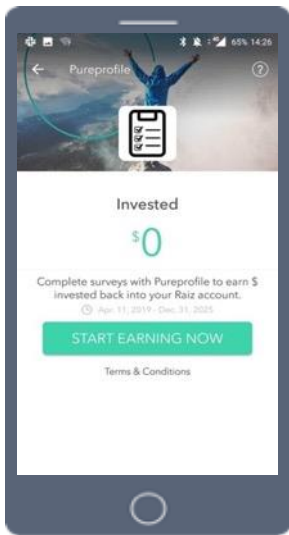 65% 14:26
Pureprofile
?
Invested
$0
Complete surveys with Pureprofile to earn $
invested back into your Raiz account.
Apr. 11, 2019 - Dec. 31, 2025
START EARNING NOW
Terms & Conditions